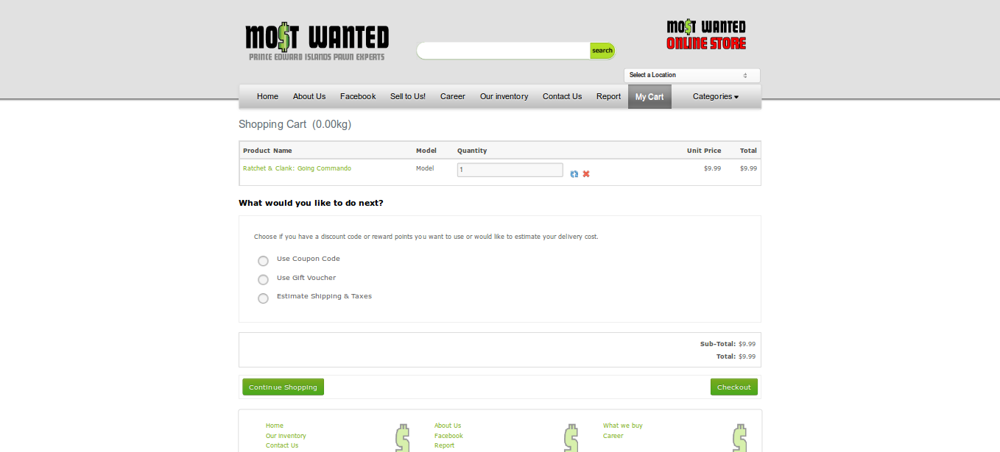 MO$T WANTED
PRINCE EDWARD ISLANDS PAWN EXPERTS
search
MO$T WANTED
ONLINE STORE
Select a Location
Home About Us Facebook Sell to Us! Career Our inventory Contact Us Report My Cart Categories
Shopping Cart (0.00kg)
Product Name Model Quantity Unit Price Total
Ratchet & Clank: Going Commando Model 1 $9.99 $9.99
What would you like to do next?
Choose if you have a discount code or reward points you want to use or would like to estimate your delivery cost.
Use Coupon Code
Use Gift Voucher
Estimate Shipping & Taxes
Sub-Total: $9.99
Total: $9.99
Continue Shopping Checkout
Home About Us What we buy
Our inventory Facebook Career
Contact Us Report